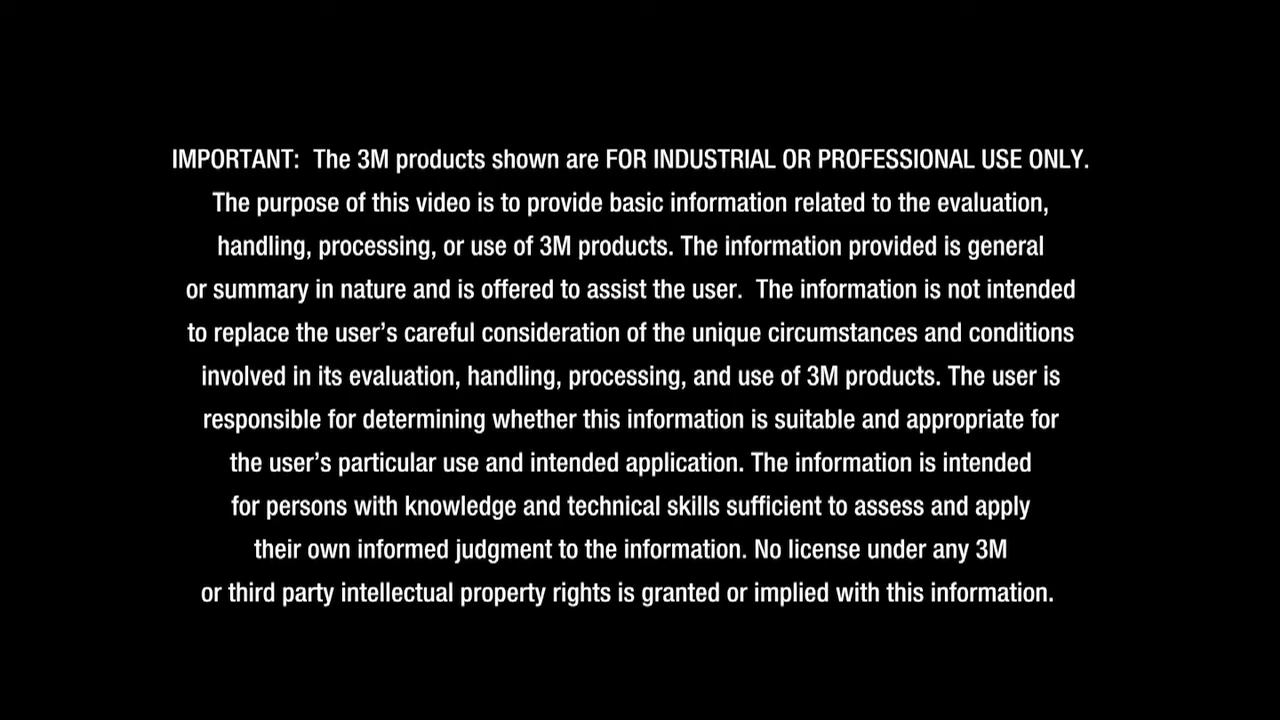 IMPORTANT:  The 3M products shown are FOR INDUSTRIAL OR PROFESSIONAL USE ONLY.
The purpose of this video is to provide basic information related to the evaluation,
handling, processing, or use of 3M products. The information provided is general
or summary in nature and is offered to assist the user.  The information is not intended
to replace the user’s careful consideration of the unique circumstances and conditions
involved in its evaluation, handling, processing, and use of 3M products. The user is
responsible for determining whether this information is suitable and appropriate for
the user’s particular use and intended application. The information is intended
for persons with knowledge and technical skills sufficient to assess and apply
their own informed judgment to the information. No license under any 3M
or third party intellectual property rights is granted or implied with this information.